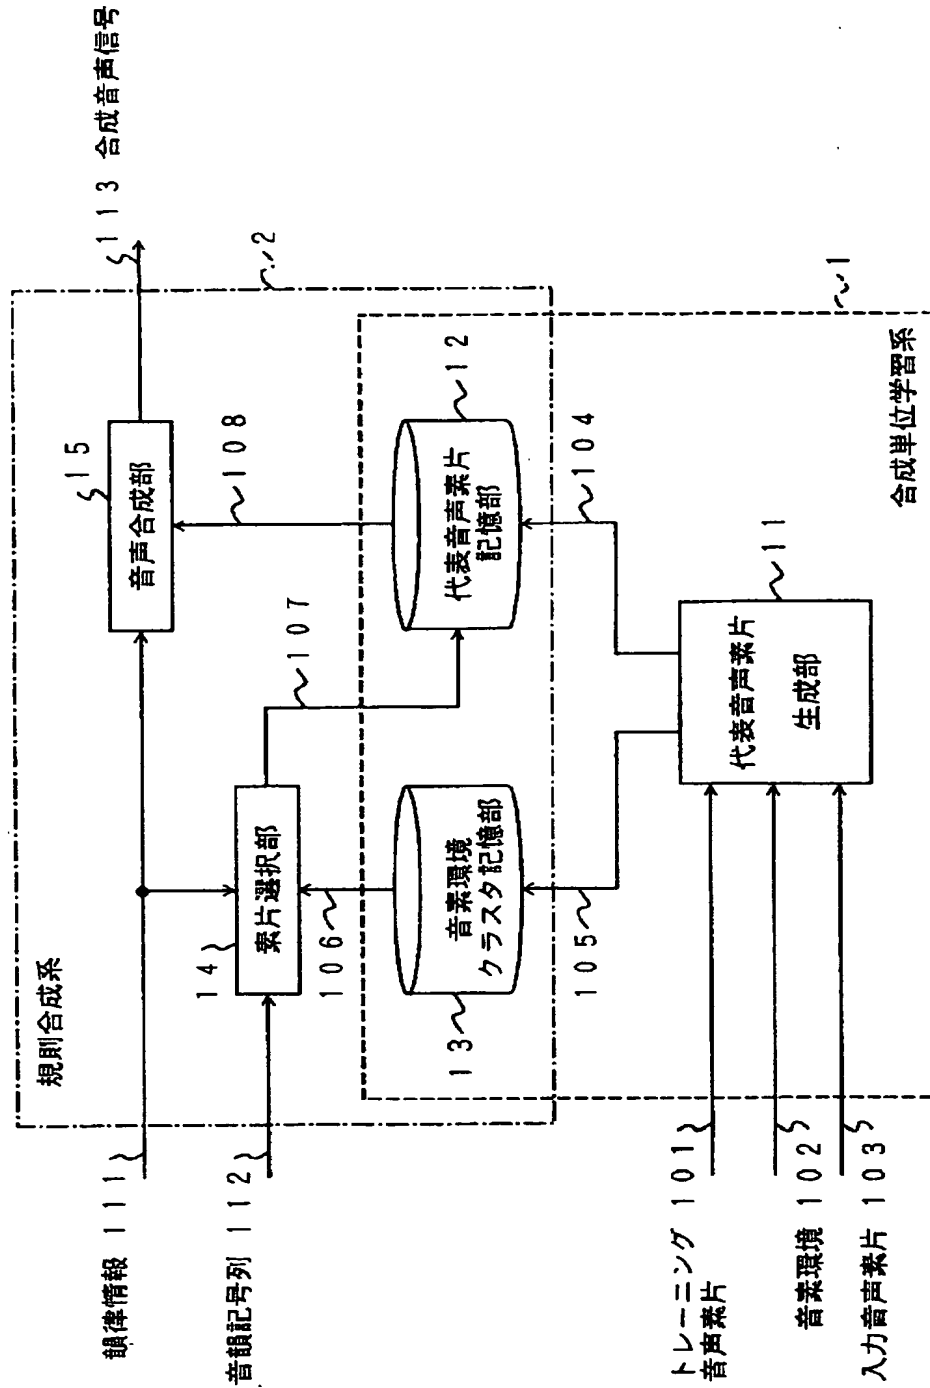 規則合成系
韻律情報 111
音韻記号列 112
14
素片選択部
15
音声合成部
113 合成音声信号
2
106
107
108
13
音素環境
クラスタ記憶部
代表音声素片
記憶部
12
105
104
トレーニング 101
音声素片
音素環境 102
入力音声素片 103
代表音声素片
生成部
11
合成単位学習系
1